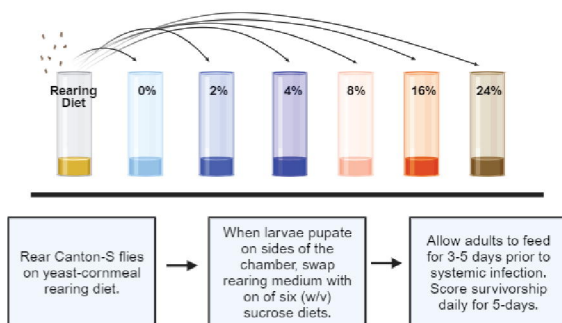 Rearing
Diet
0%
2%
4%
8%
16%
24%
Rear Canton-S flies
on yeast-cornmeal
rearing diet.
When larvae pupate
on sides of the
chamber, swap
rearing medium with
on of six (w/v)
sucrose diets.
Allow adults to feed
for 3-5 days prior to
systemic infection.
Score survivorship
daily for 5-days.